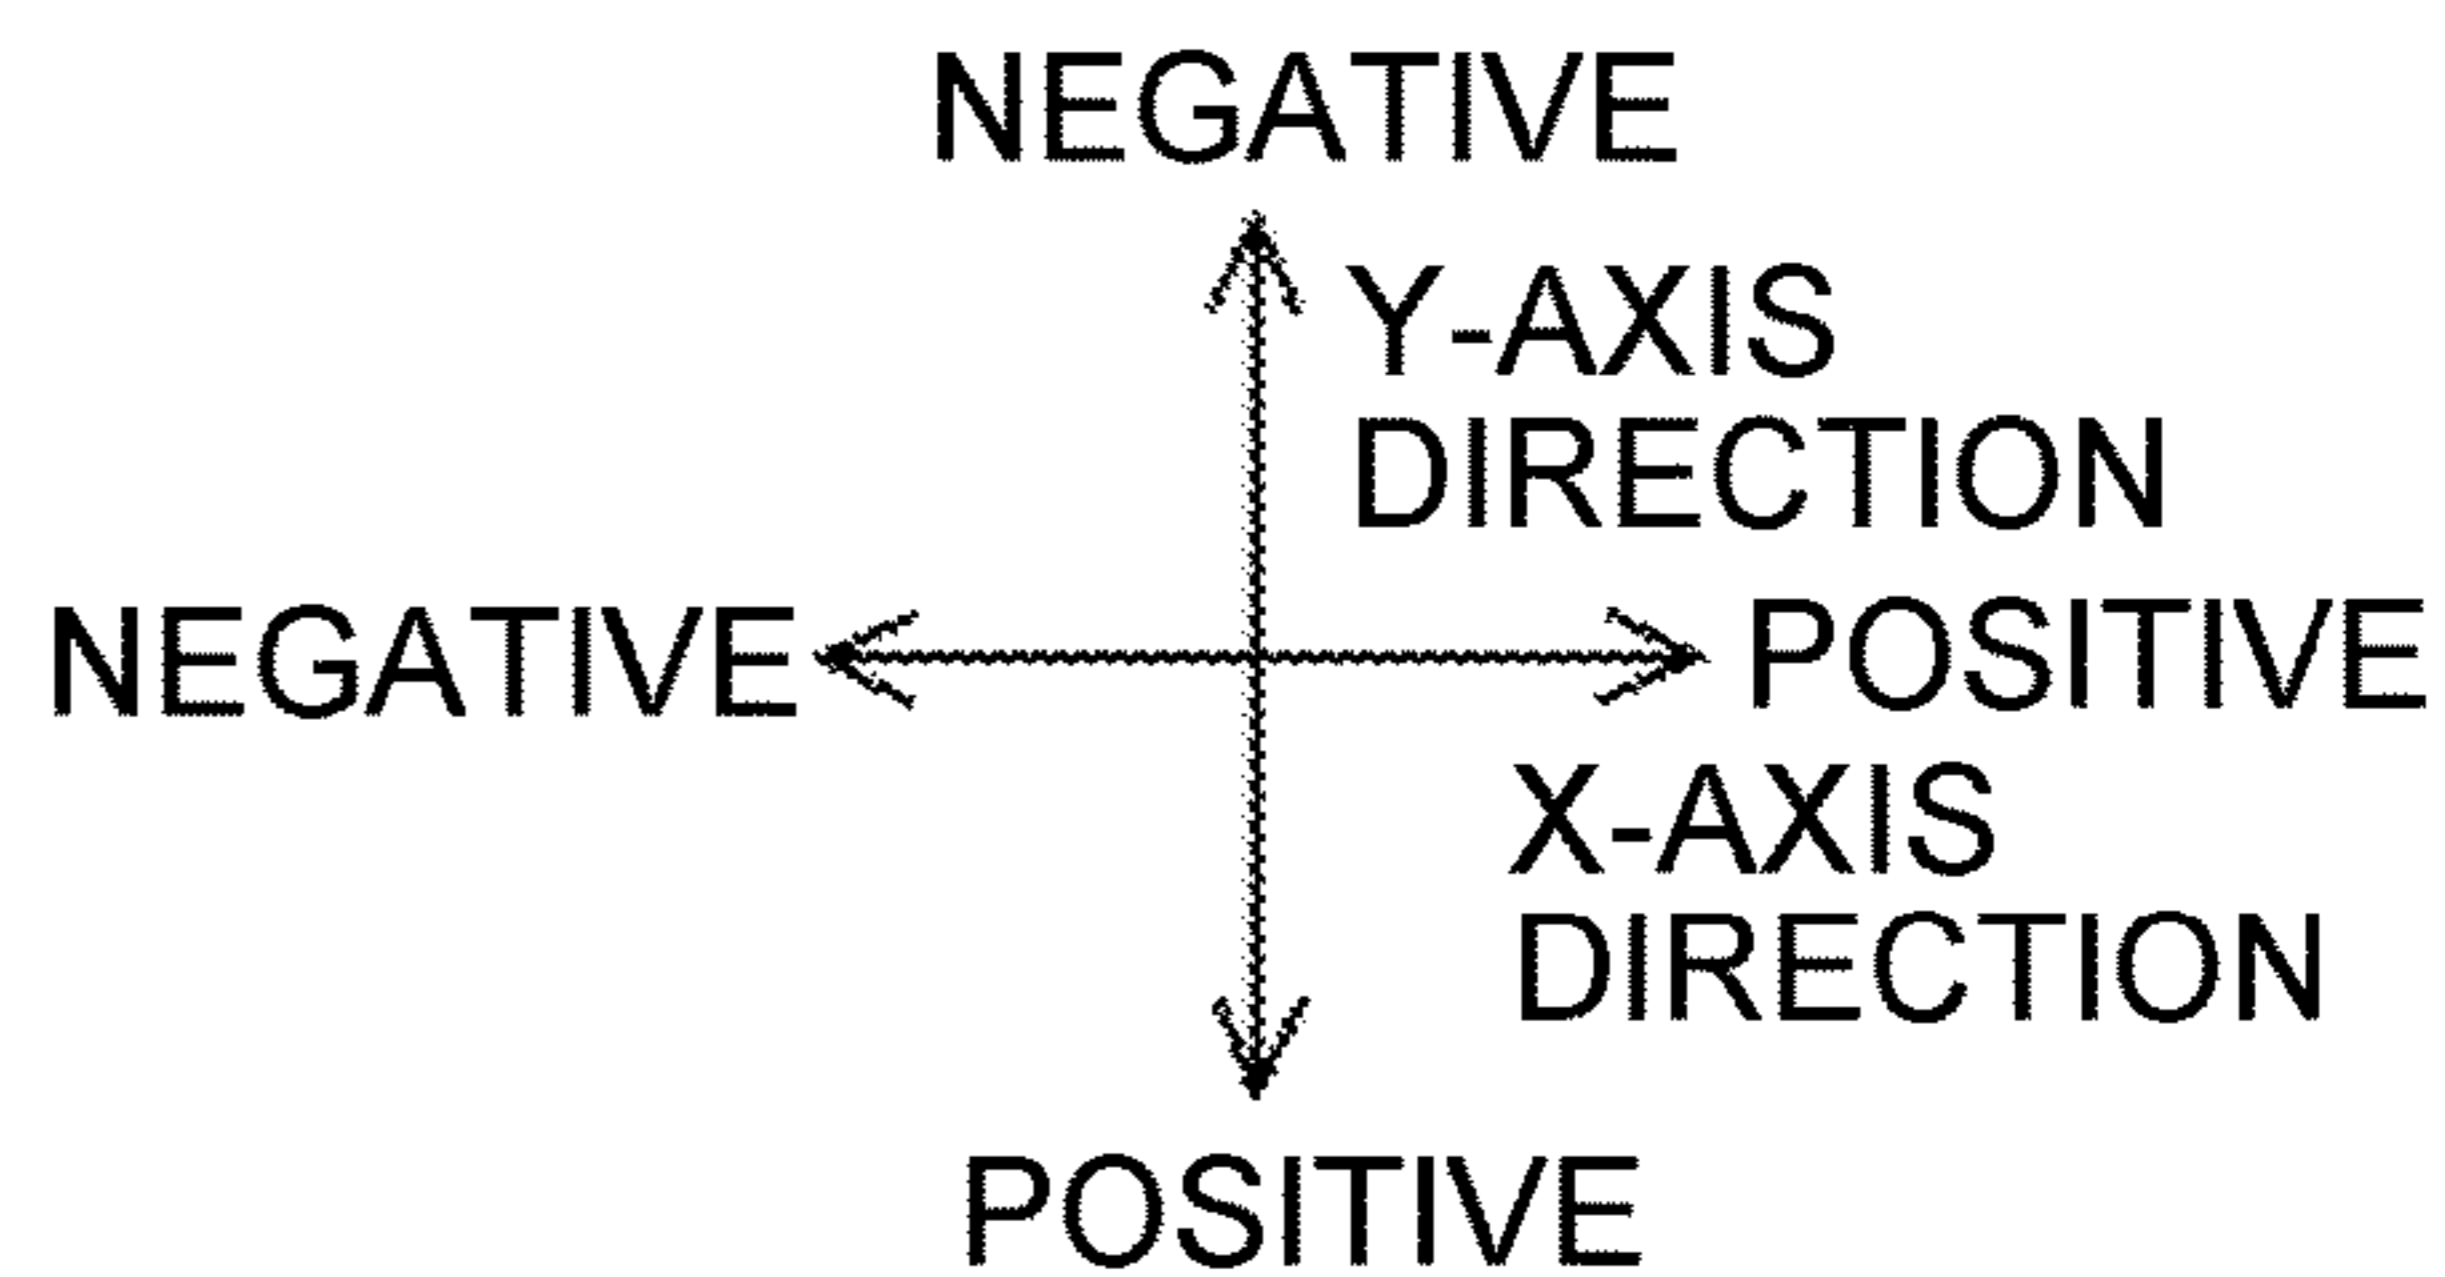 NEGATIVE
Y-AXIS
DIRECTION
NEGATIVE
POSITIVE
X-AXIS
DIRECTION
POSITIVE